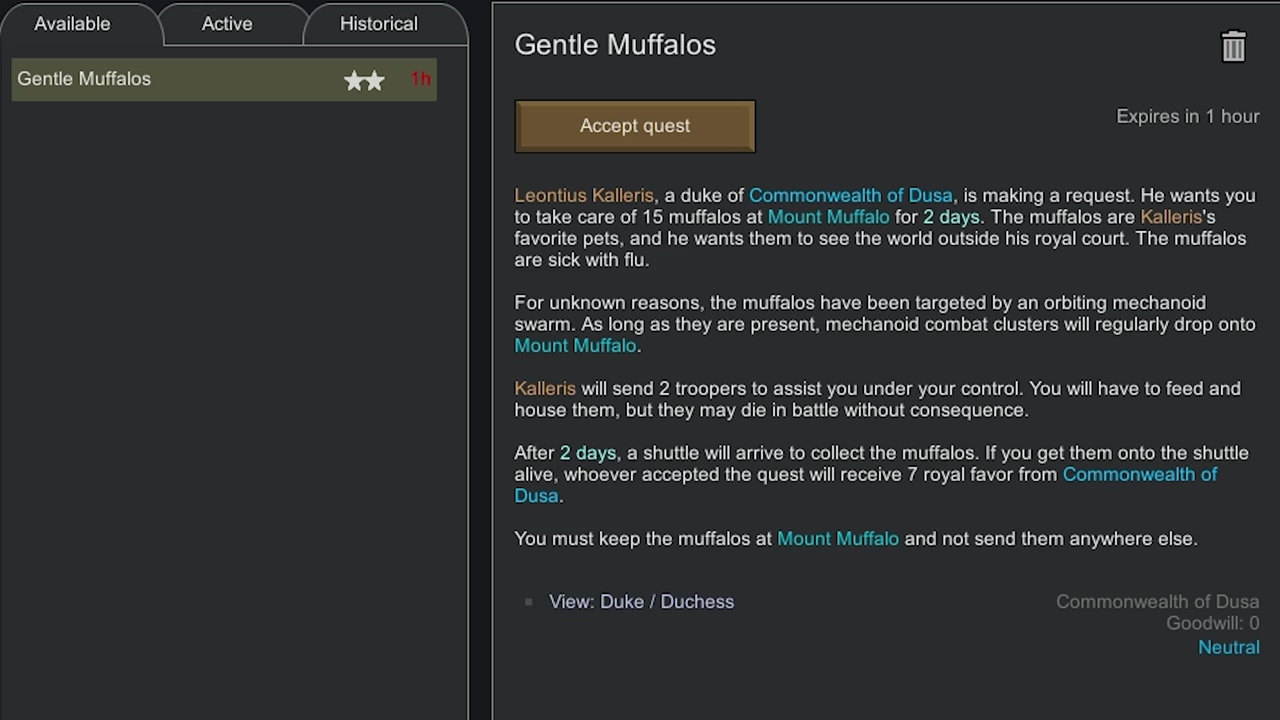 Available
Active
Historical
Gentle Muffalos
1h
Gentle Muffalos
Accept quest
Expires in 1 hour
Leontius Kalleris, a duke of Commonwealth of Dusa, is making a request. He wants you
to take care of 15 muffalos at Mount Muffalo for 2 days. The muffalos are Kalleris's
favorite pets, and he wants them to see the world outside his royal court. The muffalos
are sick with flu.
For unknown reasons, the muffalos have been targeted by an orbiting mechanoid
swarm. As long as they are present, mechanoid combat clusters will regularly drop onto
Mount Muffalo.
Kalleris will send 2 troopers to assist you under your control. You will have to feed and
house them, but they may die in battle without consequence.
After 2 days, a shuttle will arrive to collect the muffalos. If you get them onto the shuttle
alive, whoever accepted the quest will receive 7 royal favor from Commonwealth of
Dusa.
You must keep the muffalos at Mount Muffalo and not send them anywhere else.
View: Duke / Duchess
Commonwealth of Dusa
Goodwill: 0
Neutral